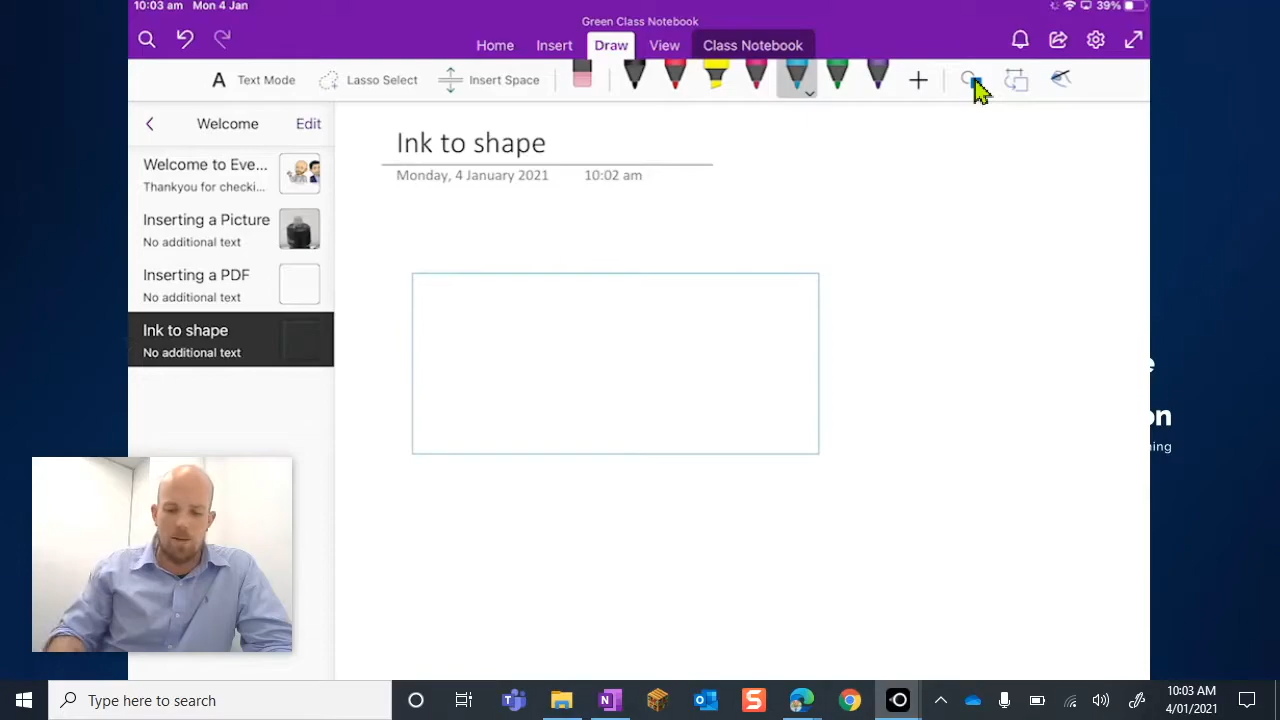 10:03 am Mon 4 Jan
39%
Green Class Notebook
Home Insert Draw View Class Notebook
A Text Mode Lasso Select Insert Space
Welcome Edit
Welcome to Eve...
Thankyou for checki...
Inserting a Picture
No additional text
Inserting a PDF
No additional text
Ink to shape
No additional text
Ink to shape
Monday, 4 January 2021 10:02 am
e
on
ning
Type here to search
10:03 AM
4/01/2021